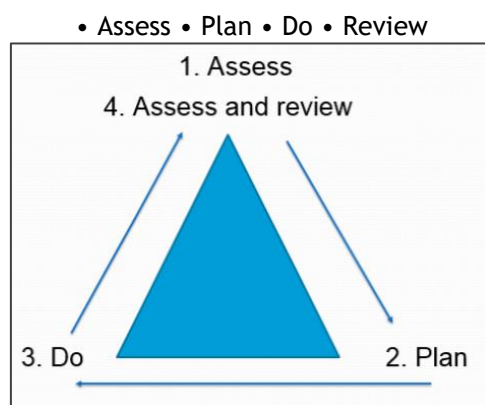 • Assess • Plan • Do • Review
1. Assess
4. Assess and review
3. Do
2. Plan